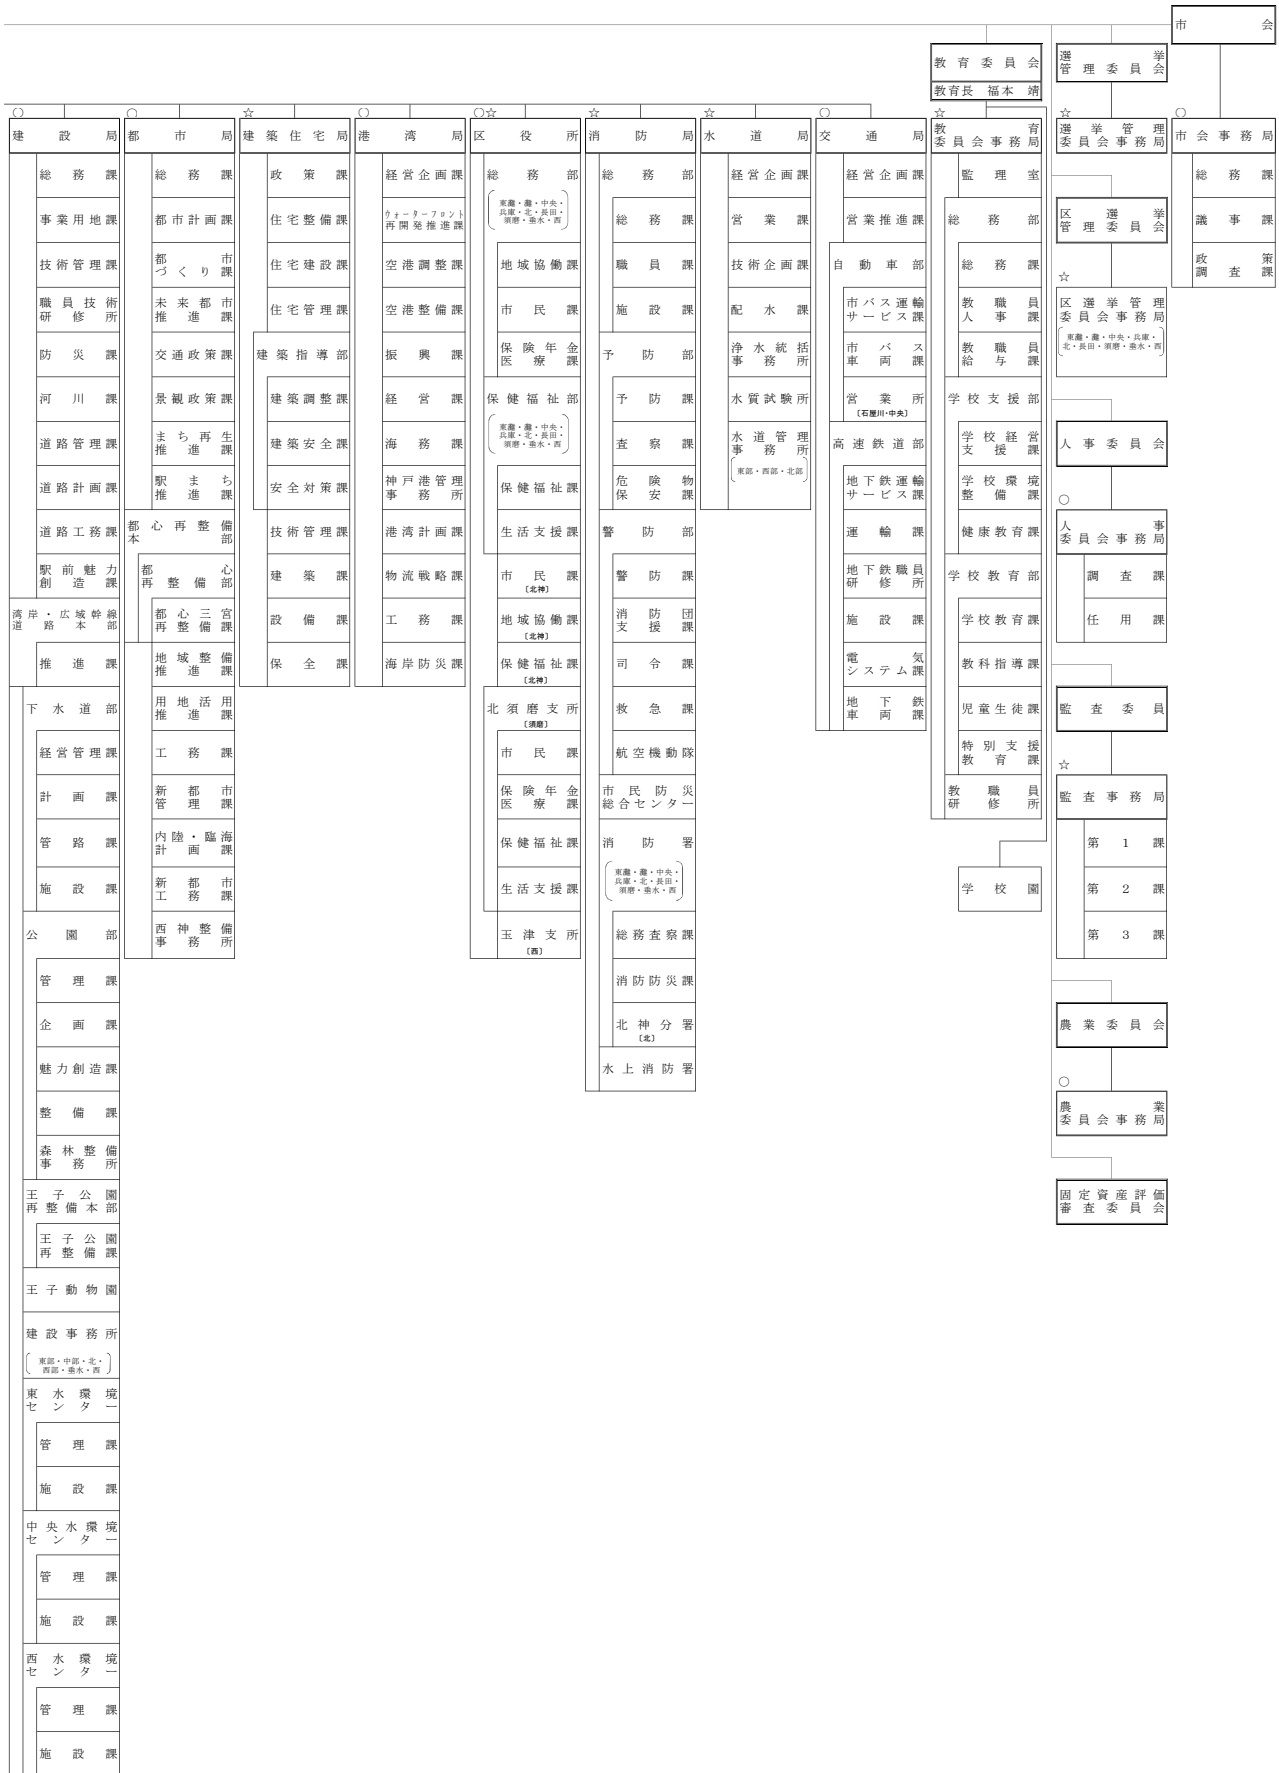 市会
教育委員会
教育長 福本 靖
選挙
管理委員会
○
建設局
総務課
事業用地課
技術管理課
職員技術
研修所
防災課
河川課
道路管理課
道路計画課
道路工務課
駅前魅力
創造課
湾岸・広域幹線
道路本部
推進課
下水道部
経営管理課
計画課
管路課
施設課
公園部
管理課
企画課
魅力創造課
整備課
森林整備
事務所
王子公園
再整備本部
王子公園
再整備課
王子動物園
建設事務所
東部・中部・北・
西部・垂水・西
東水環境
センター
管理課
施設課
中央水環境
センター
管理課
施設課
西水環境
センター
管理課
施設課
○
都市局
総務課
都市計画課
都市
づくり課
未来都市
推進課
交通政策課
景観政策課
まち再生
推進課
駅まち
推進課
都心再整備
本部
都心
再整備部
都心三宮
再整備課
地域整備
推進課
用地活用
推進課
工務課
新都市
管理課
内陸・臨海
計画課
新都市
工務課
西神整備
事務所
☆
建築住宅局
政策課
住宅整備課
住宅建設課
住宅管理課
建築指導部
建築調整課
建築安全課
安全対策課
技術管理課
建築課
設備課
保全課
○
港湾局
経営企画課
ウォーターフロント
再開発推進課
空港調整課
空港整備課
振興課
経営課
海務課
神戸港管理
事務所
港湾計画課
物流戦略課
工務課
海岸防災課
○☆
区役所
総務部
東灘・灘・中央・
兵庫・北・長田・
須磨・垂水・西
地域協働課
市民課
保険年金
医療課
保健福祉部
東灘・灘・中央・
兵庫・北・長田・
須磨・垂水・西
保健福祉課
生活支援課
市民課
〔北神〕
地域協働課
〔北神〕
保健福祉課
〔北神〕
北須磨支所
〔須磨〕
市民課
保険年金
医療課
保健福祉課
生活支援課
玉津支所
〔西〕
☆
消防局
総務部
総務課
職員課
施設課
予防部
予防課
査察課
危険物
保安課
警防部
警防課
消防団
支援課
司令課
救急課
航空機動隊
市民防災
総合センター
消防署
東灘・灘・中央・
兵庫・北・長田・
須磨・垂水・西
総務査察課
消防防災課
北神分署
〔北〕
水上消防署
☆
水道局
経営企画課
営業課
技術企画課
配水課
浄水統括
事務所
水質試験所
水道管理
事務所
東部・西部・北部
○
交通局
経営企画課
営業推進課
自動車部
市バス運輸
サービス課
市バス
車両課
営業所
〔石屋川・中央〕
高速鉄道部
地下鉄運輸
サービス課
運輸課
地下鉄職員
研修所
施設課
電気
システム課
地下鉄
車両課
☆
教育
委員会事務局
監理室
総務部
総務課
教職員
人事課
教職員
給与課
学校支援部
学校経営
支援課
学校環境
整備課
健康教育課
学校教育部
学校教育課
教科指導課
児童生徒課
特別支援
教育課
教職員
研修所
学校園
☆
選挙管理
委員会事務局
区選挙
管理委員会
☆
区選挙管理
委員会事務局
東灘・灘・中央・兵庫・
北・長田・須磨・垂水・西
人事委員会
○
人事
委員会事務局
調査課
任用課
監査委員
☆
監査事務局
第1課
第2課
第3課
農業委員会
○
農業
委員会事務局
固定資産評価
審査委員会
○
市会事務局
総務課
議事課
政策
調査課